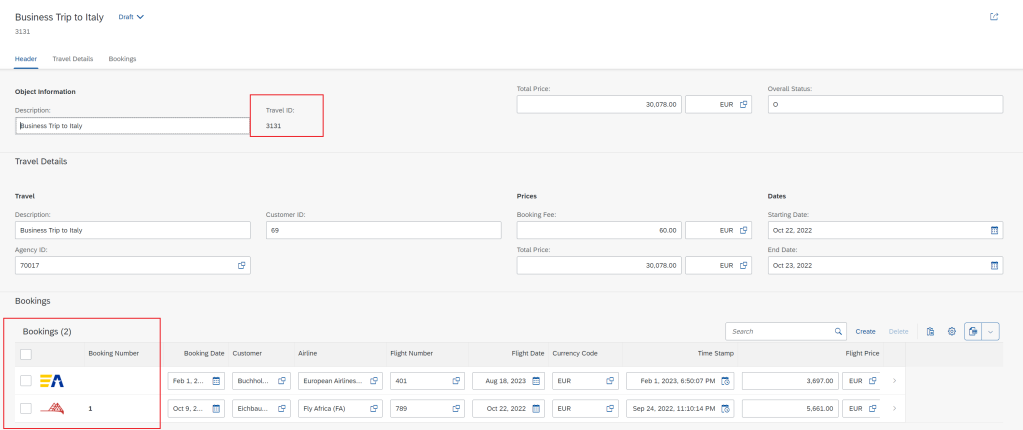 Business Trip to Italy Draft
3131
Header Travel Details Bookings
Object Information
Total Price:
30,078.00 EUR
Overall Status:
O
Description:
Business Trip to Italy
Travel ID:
3131
Travel Details
Travel
Prices
Dates
Description:
Business Trip to Italy
Customer ID:
69
Booking Fee:
60.00 EUR
Starting Date:
Oct 22, 2022
Agency ID:
70017
Total Price:
30,078.00 EUR
End Date:
Oct 23, 2022
Bookings
Bookings (2)
Search Create Delete
Booking Number Booking Date Customer Airline Flight Number Flight Date Currency Code Time Stamp Flight Price
EA Feb 1, 2... Buchhol... European Airlines... 401 Aug 18, 2023 EUR Feb 1, 2023, 6:50:07 PM 3,697.00 EUR
1 Oct 9, 2... Eichbau... Fly Africa (FA) 789 Oct 22, 2022 EUR Sep 24, 2022, 11:10:14 PM 5,661.00 EUR